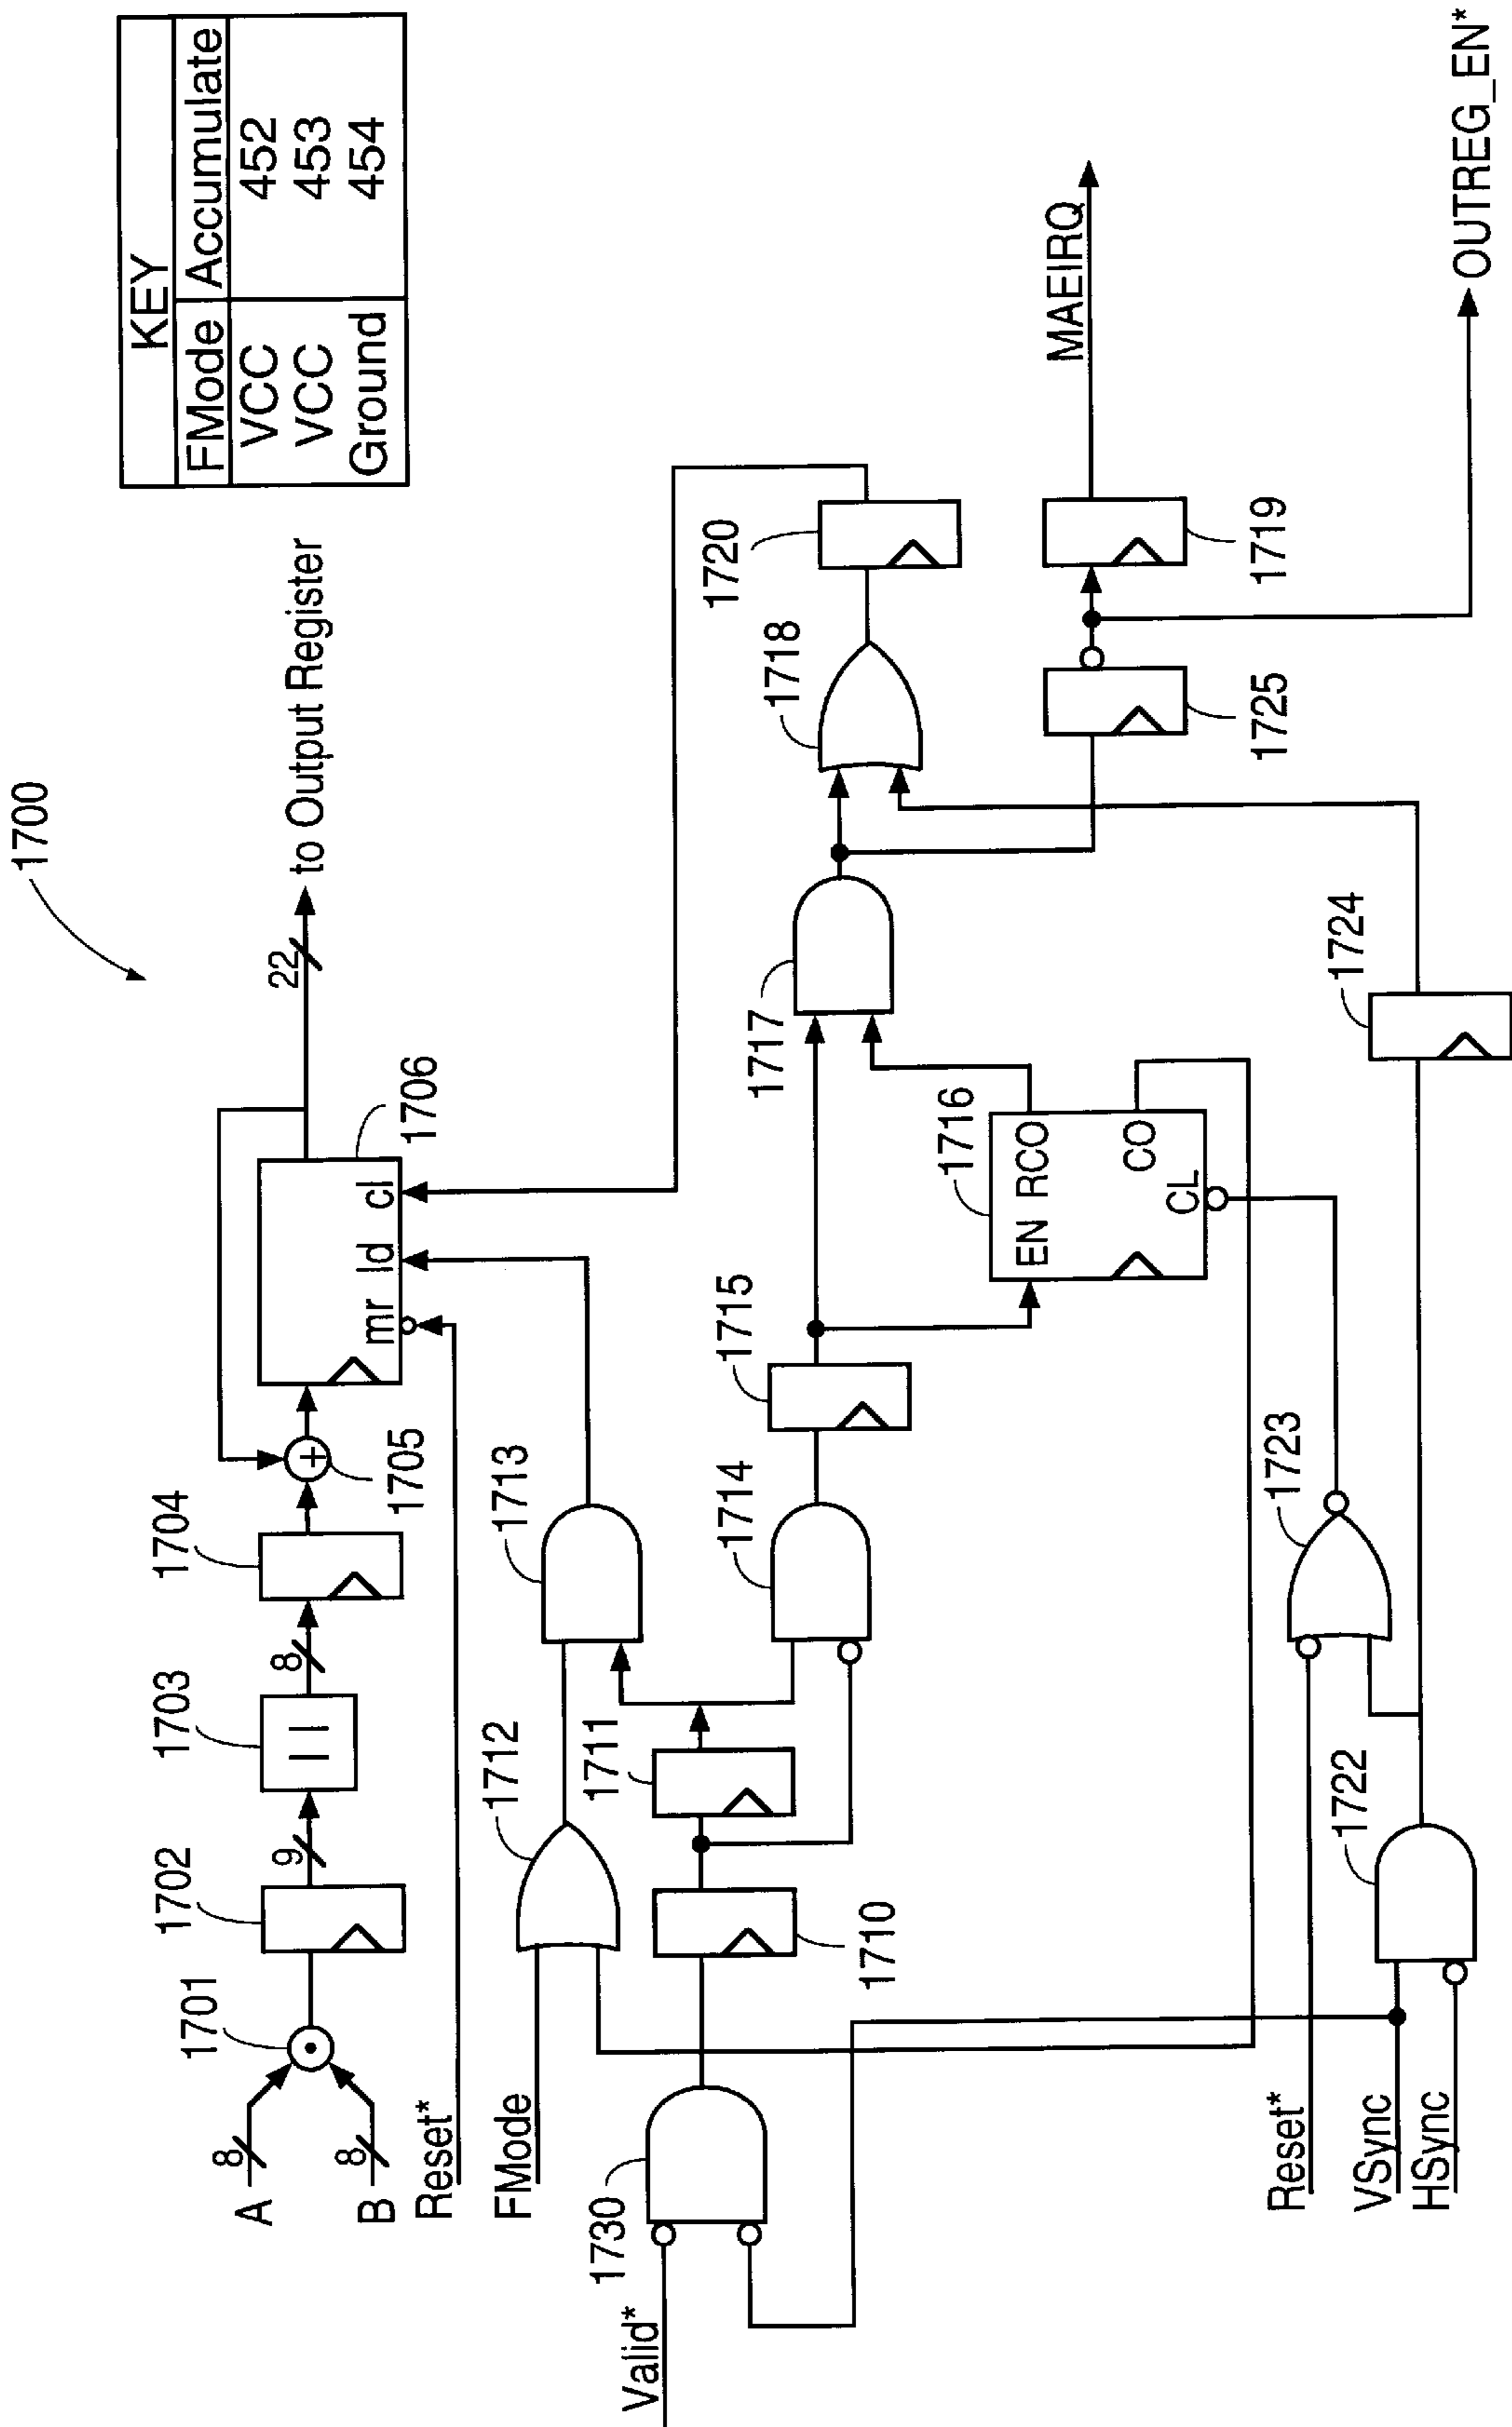 1700
KEY
FMode Accumulate
VCC 452
VCC 453
Ground 454
A 8
B 8
1701
1702
9
1703
8
1704
1705
+
1706
mr ld cl
22
to Output Register
Reset*
FMode
1712
1713
1720
1730
Valid*
1710
1711
1714
1715
1717
1718
1716
EN RCO
CO
CL
MAEIRQ
1719
1725
Reset*
VSync
HSync
1722
1723
1724
OUTREG_EN*